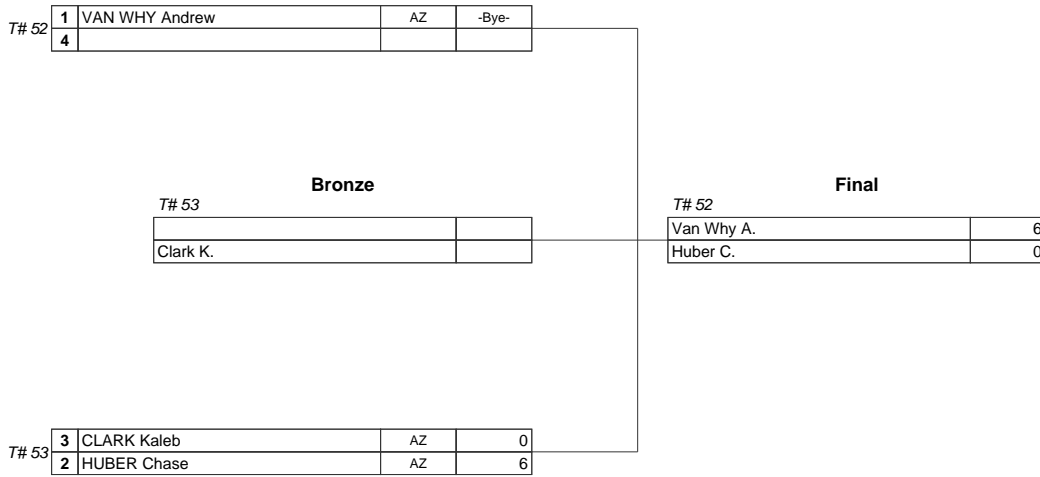 T# 52
1 VAN WHY Andrew AZ -Bye-
4
Bronze
Final
T# 53
T# 52
Van Why A. 6
Clark K.
Huber C. 0
T# 53
3 CLARK Kaleb AZ 0
2 HUBER Chase AZ 6